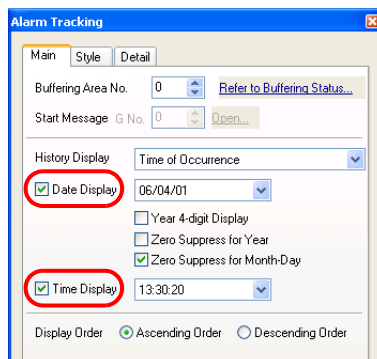 Alarm Tracking
Main Style Detail
Buffering Area No. 0 Refer to Buffering Status...
Start Message G No. 0 Open...
History Display Time of Occurrence
Date Display 06/04/01
Year 4-digit Display
Zero Suppress for Year
Zero Suppress for Month-Day
Time Display 13:30:20
Display Order Ascending Order Descending Order